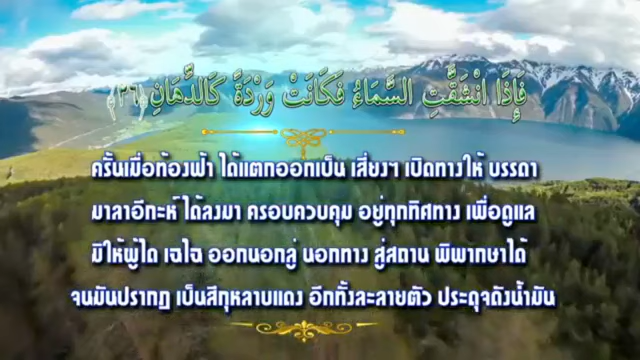 فَإِذَا انْشَقَّتِ السَّمَاءُ فَكَانَتْ وَرْدَةً كَالدِّهَانِ ﴿٣٦﴾
ครั้นเมื่อท้องฟ้า ได้แตกออกเป็น เสี่ยงๆ เปิดทางให้ บรรดา
มาลาอีกะห์ ได้ลงมา ครอบควบคุม อยู่ทุกทิศทาง เพื่อดูแล
มิให้ผู้ใด เฉไฉ ออกนอกลู่ นอกทาง สู่สถาน พิพากษาได้
จนมันปรากฏ เป็นสีกุหลาบแดง อีกทั้งละลายตัว ประดุจดังน้ำมัน